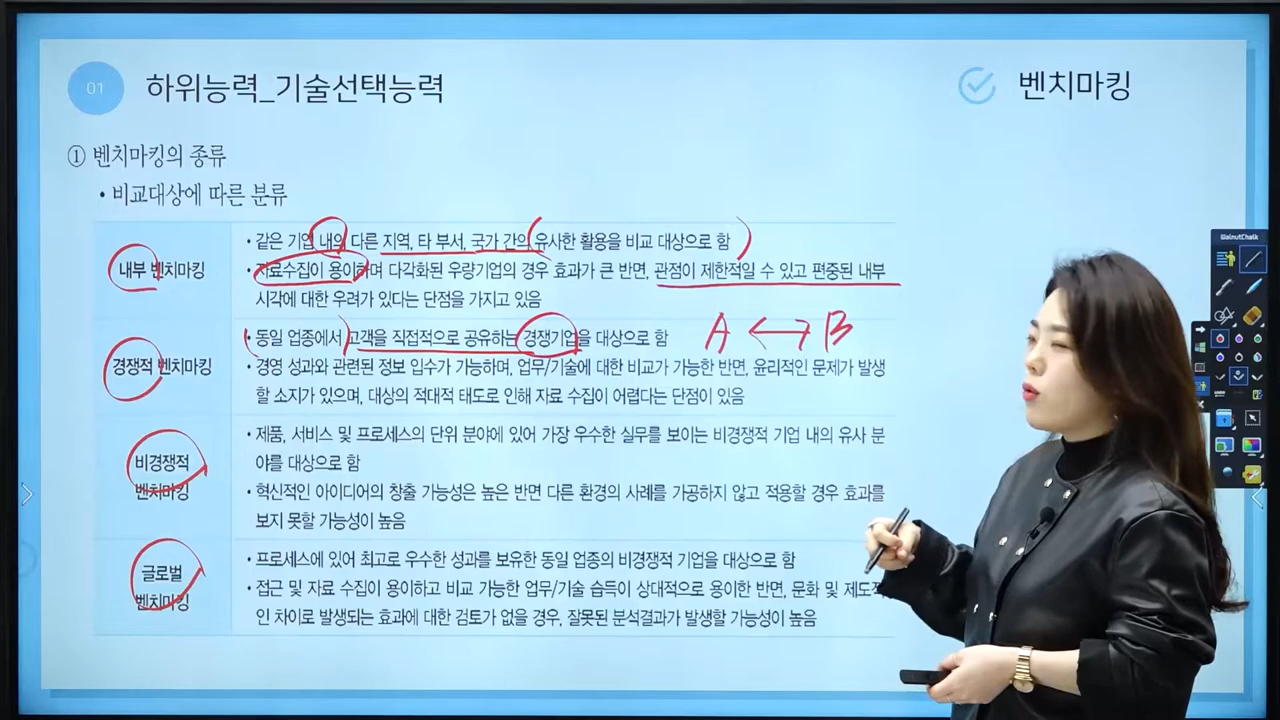 01
하위능력_기술선택능력
벤치마킹
① 벤치마킹의 종류
• 비교대상에 따른 분류
내부 벤치마킹
• 같은 기업 내의 다른 지역, 타 부서, 국가 간의 유사한 활용을 비교 대상으로 함
• 자료수집이 용이하며 다각화된 우량기업의 경우 효과가 큰 반면, 관점이 제한적일 수 있고 편중된 내부
시각에 대한 우려가 있다는 단점을 가지고 있음
경쟁적 벤치마킹
• 동일 업종에서 고객을 직접적으로 공유하는 경쟁기업을 대상으로 함
A ↔ B
• 경영 성과와 관련된 정보 입수가 가능하며, 업무/기술에 대한 비교가 가능한 반면, 윤리적인 문제가 발생
할 소지가 있으며, 대상의 적대적 태도로 인해 자료 수집이 어렵다는 단점이 있음
비경쟁적
벤치마킹
• 제품, 서비스 및 프로세스의 단위 분야에 있어 가장 우수한 실무를 보이는 비경쟁적 기업 내의 유사 분
야를 대상으로 함
• 혁신적인 아이디어의 창출 가능성은 높은 반면 다른 환경의 사례를 가공하지 않고 적용할 경우 효과를
보지 못할 가능성이 높음
글로벌
벤치마킹
• 프로세스에 있어 최고로 우수한 성과를 보유한 동일 업종의 비경쟁적 기업을 대상으로 함
• 접근 및 자료 수집이 용이하고 비교 가능한 업무/기술 습득이 상대적으로 용이한 반면, 문화 및 제도적
인 차이로 발생되는 효과에 대한 검토가 없을 경우, 잘못된 분석결과가 발생할 가능성이 높음
WalnutChalk